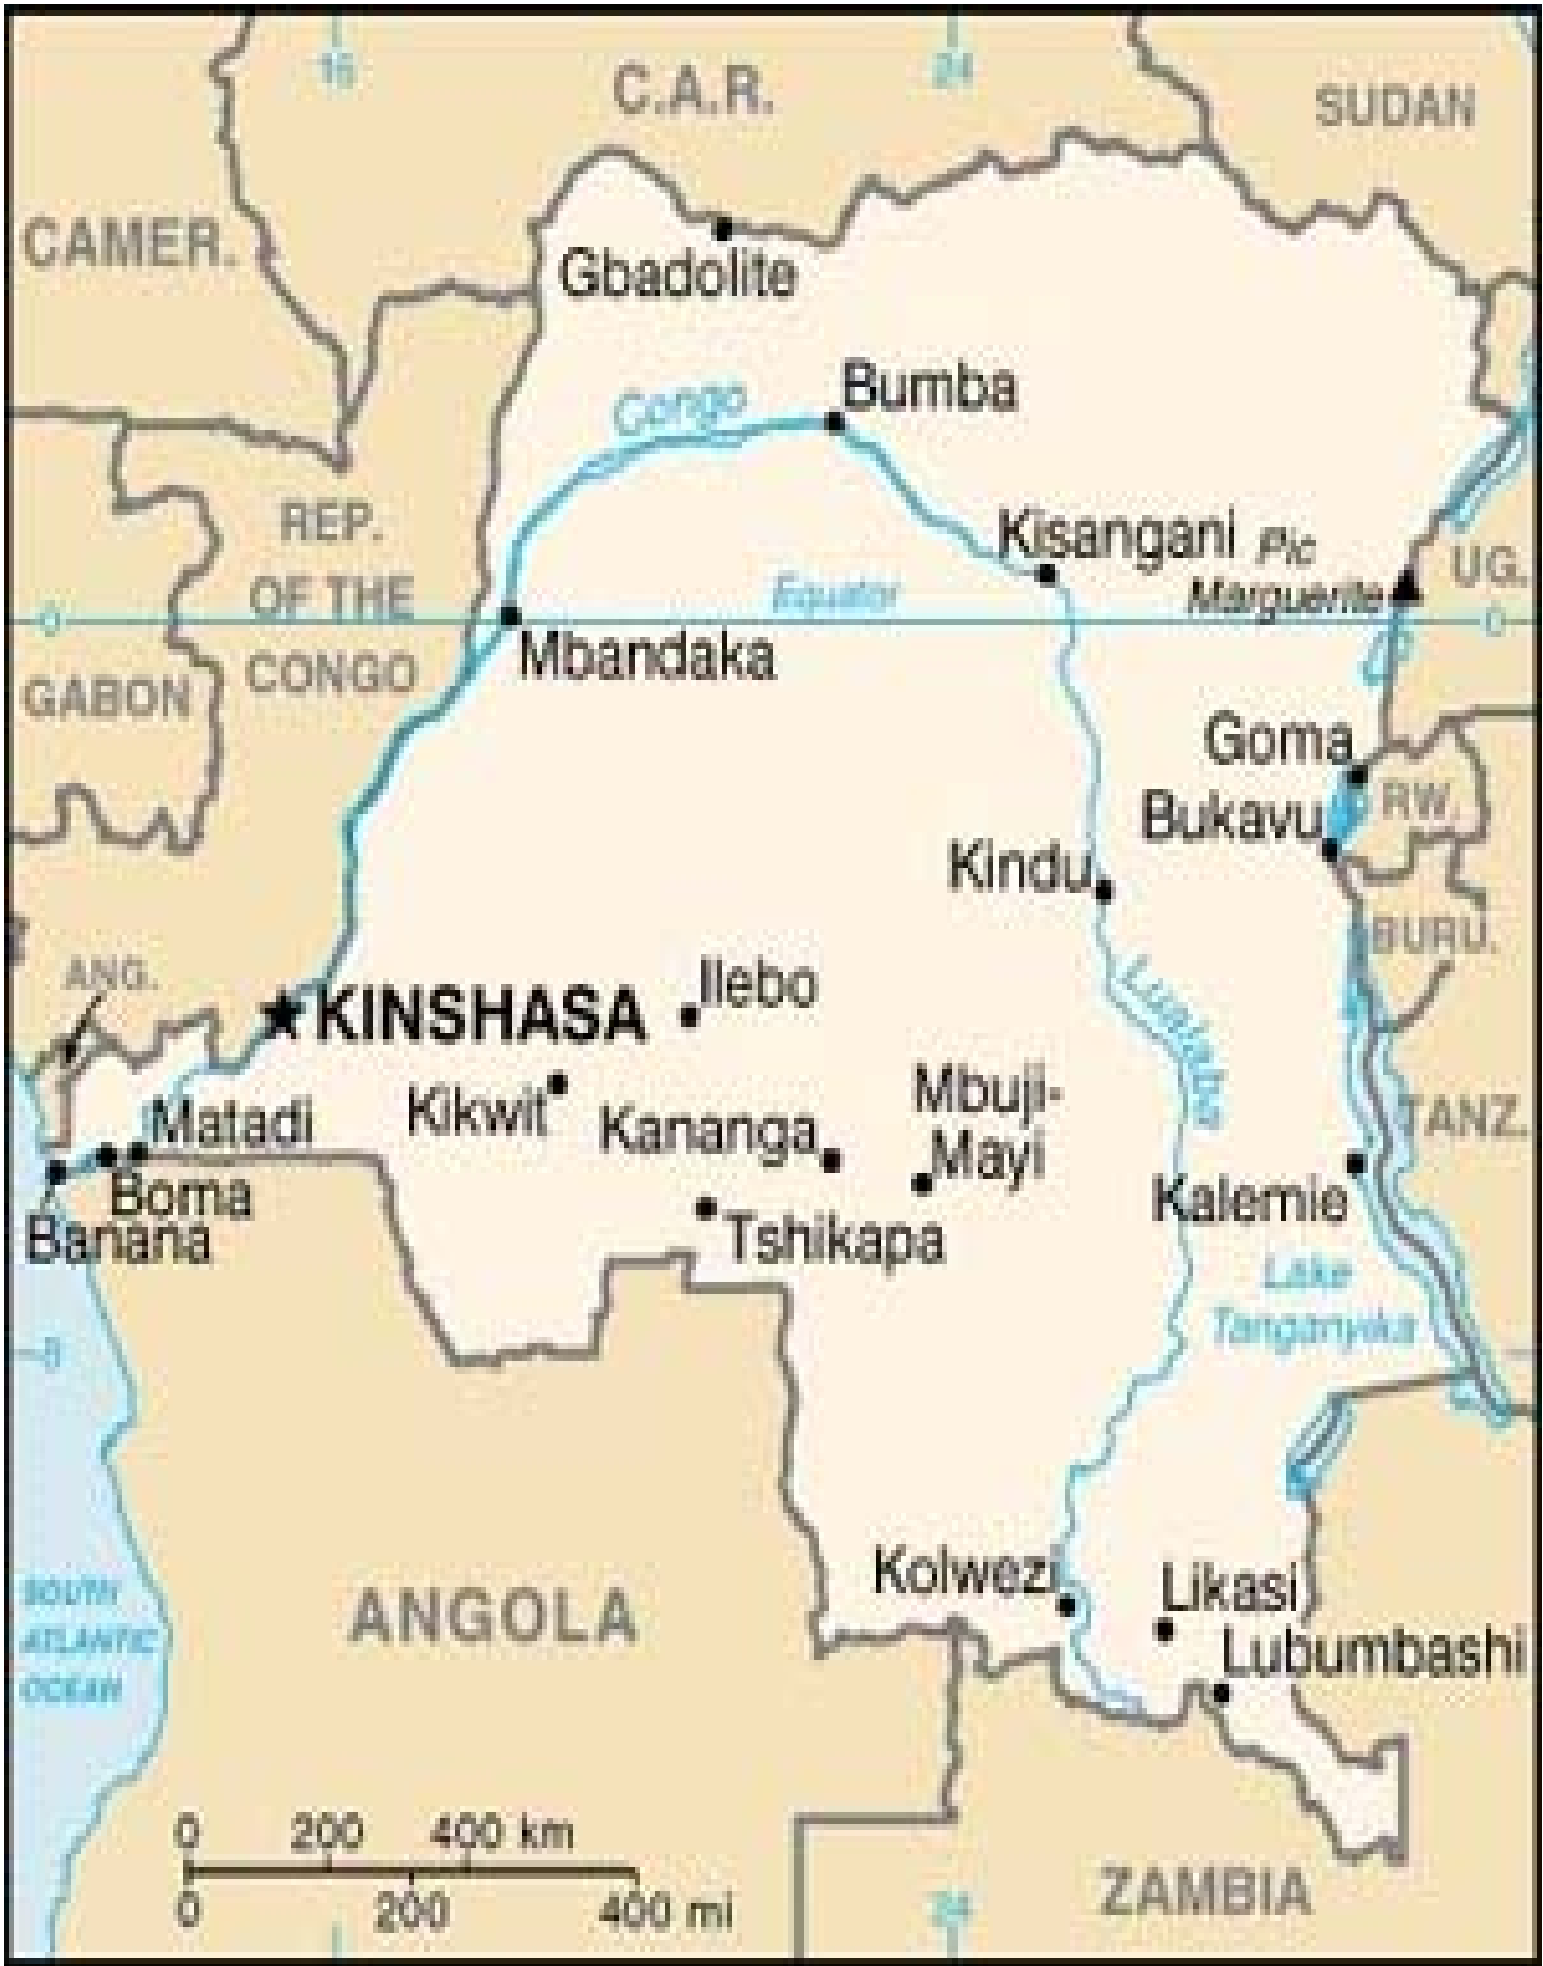 16
24
C.A.R.
SUDAN
CAMER.
Gbadolite
Congo
Bumba
REP.
OF THE
CONGO
Kisangani
Pic
Marguerite
UG.
Equator
0
0
Mbandaka
GABON
Goma
RW.
Bukavu
Kindu
BURU.
ANG.
KINSHASA
Ilebo
Lualaba
Kikwit
Kananga
Mbuji-
Mayi
TANZ.
Matadi
Boma
Banana
Tshikapa
Kalemie
Lake
Tanganyika
8
SOUTH
ATLANTIC
OCEAN
ANGOLA
Kolwezi
Likasi
Lubumbashi
0 200 400 km
0 200 400 mi
ZAMBIA
24